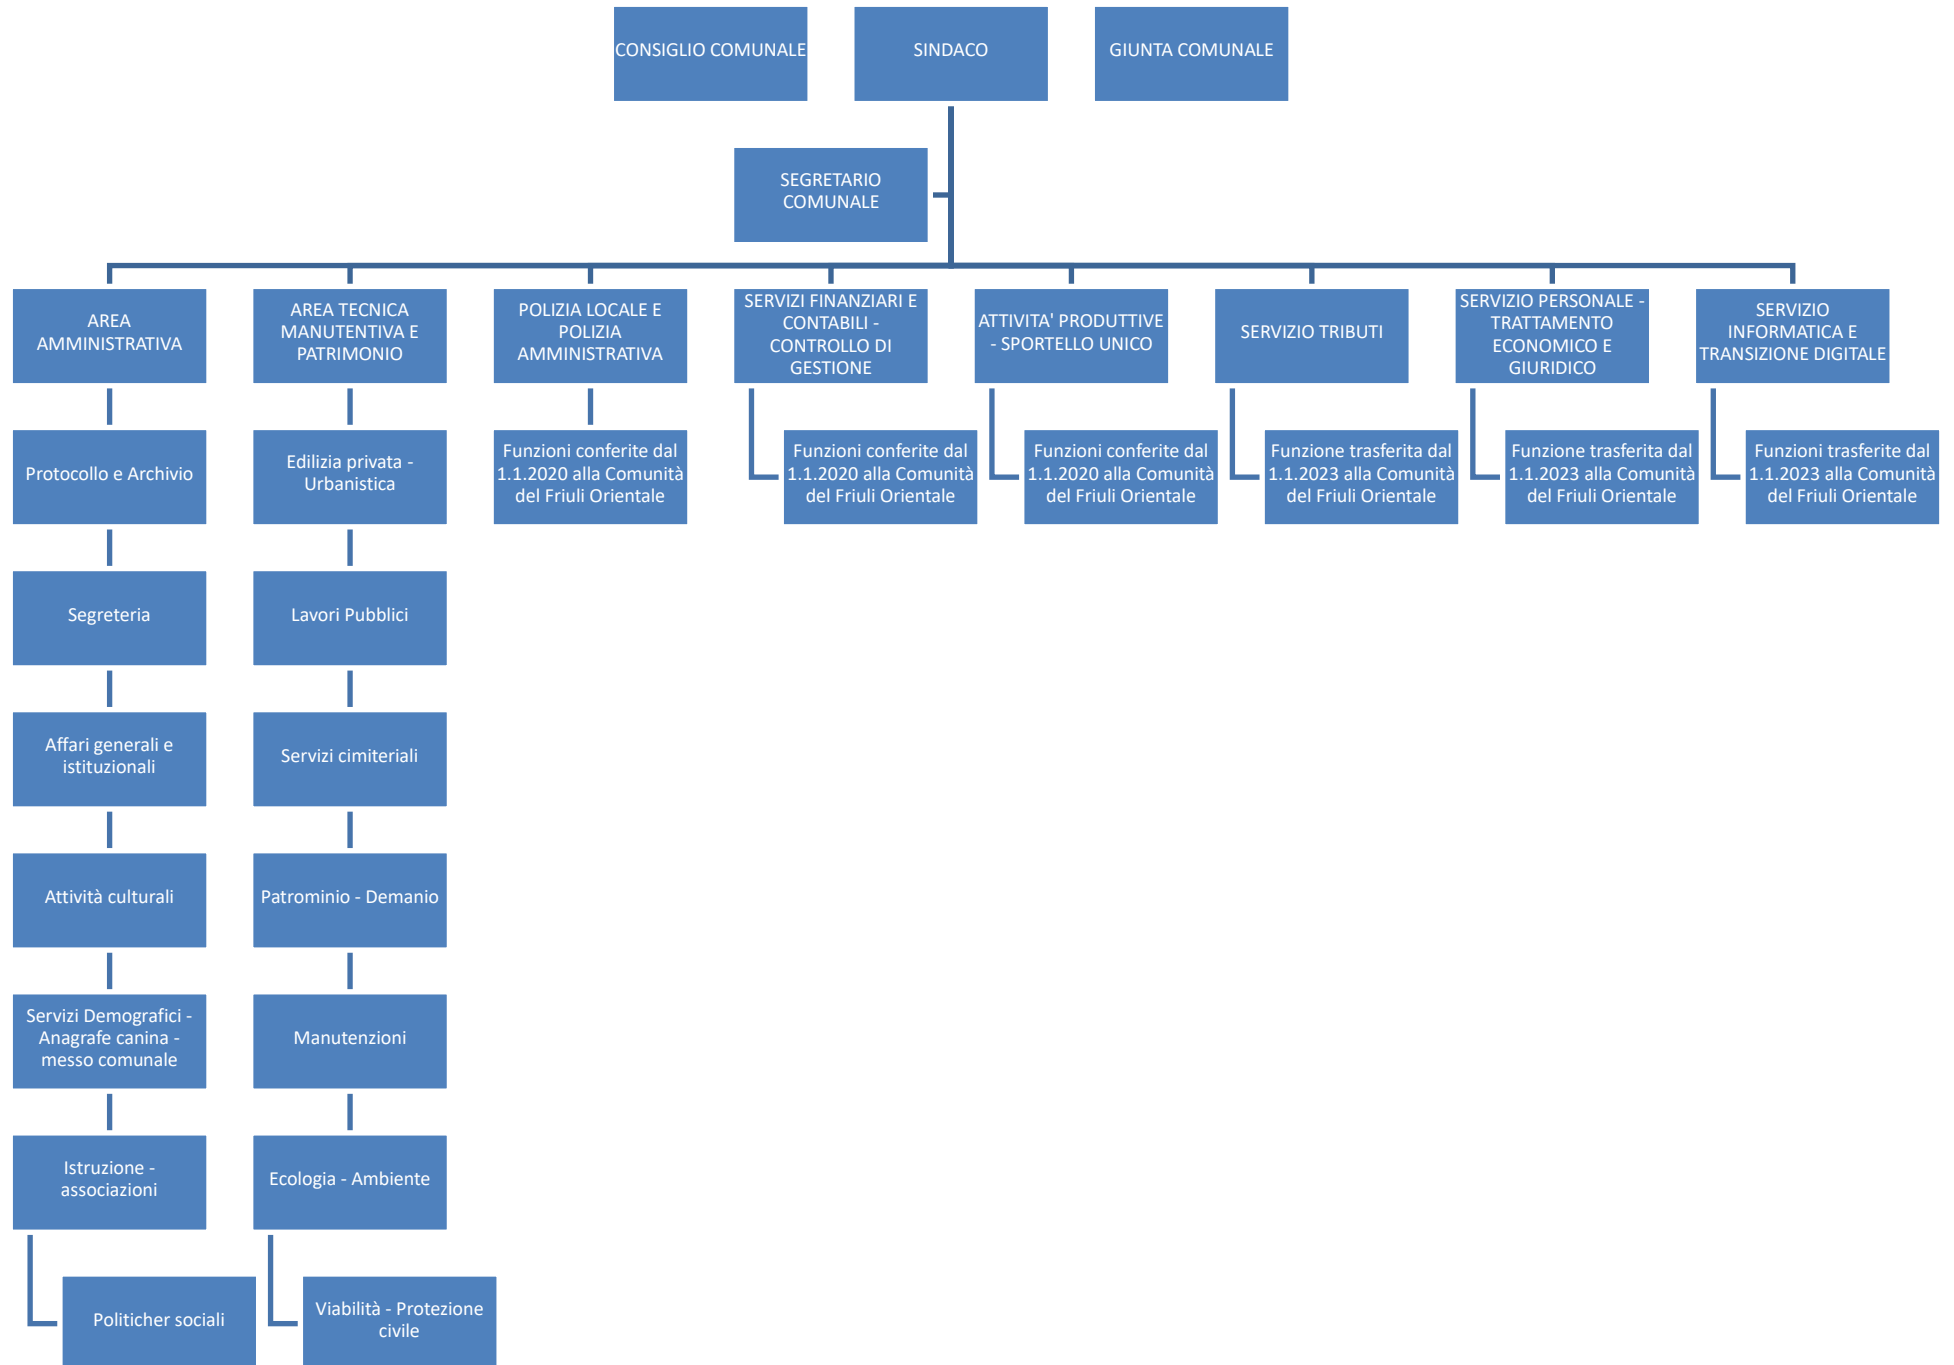 CONSIGLIO COMUNALE
SINDACO
GIUNTA COMUNALE
SEGRETARIO
COMUNALE
AREA
AMMINISTRATIVA
AREA TECNICA
MANUTENTIVA E
PATRIMONIO
POLIZIA LOCALE E
POLIZIA
AMMINISTRATIVA
SERVIZI FINANZIARI E
CONTABILI -
CONTROLLO DI
GESTIONE
ATTIVITA' PRODUTTIVE
- SPORTELLO UNICO
SERVIZIO TRIBUTI
SERVIZIO PERSONALE -
TRATTAMENTO
ECONOMICO E
GIURIDICO
SERVIZIO
INFORMATICA E
TRANSIZIONE DIGITALE
Protocollo e Archivio
Edilizia privata -
Urbanistica
Funzioni conferite dal
1.1.2020 alla Comunità
del Friuli Orientale
Funzioni conferite dal
1.1.2020 alla Comunità
del Friuli Orientale
Funzioni conferite dal
1.1.2020 alla Comunità
del Friuli Orientale
Funzione trasferita dal
1.1.2023 alla Comunità
del Friuli Orientale
Funzione trasferita dal
1.1.2023 alla Comunità
del Friuli Orientale
Funzioni trasferite dal
1.1.2023 alla Comunità
del Friuli Orientale
Segreteria
Lavori Pubblici
Affari generali e
istituzionali
Servizi cimiteriali
Attività culturali
Patrominio - Demanio
Servizi Demografici -
Anagrafe canina -
messo comunale
Manutenzioni
Istruzione -
associazioni
Ecologia - Ambiente
Politicher sociali
Viabilità - Protezione
civile